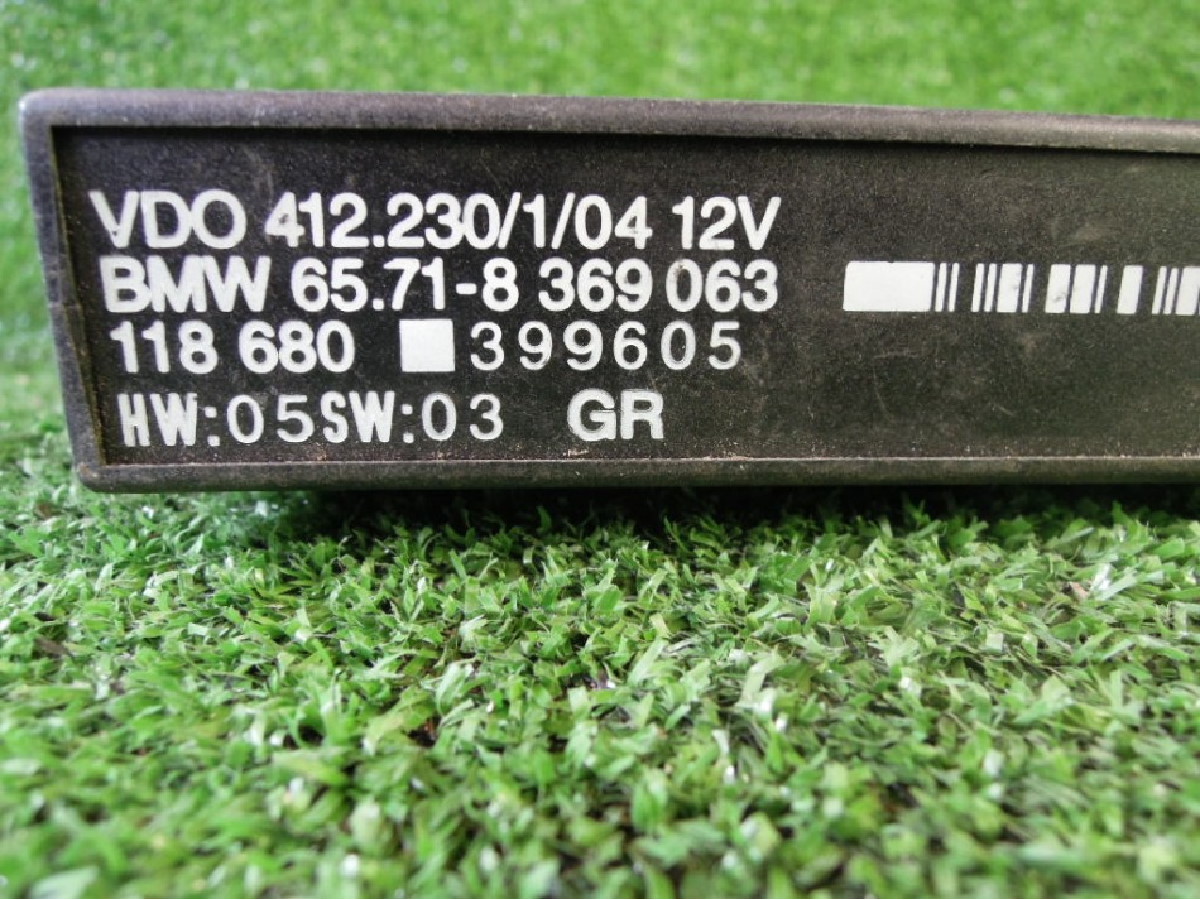 VDO 412.230/1/04 12V
BMW 65.71-8 369 063
118 680 399605
HW:05SW:03 GR